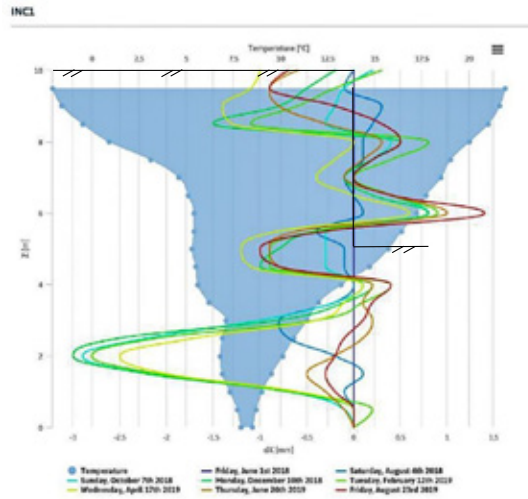 INC1
Temperature [°C]
0 2.5 5 7.5 10 12.5 15 17.5 20
10
8
6
4
2
0
Z [m]
-3 -2.5 -2 -1.5 -1 -0.5 0 0.5 1 1.5
dX [mm]
Temperature Friday, June 1st 2018 Saturday, August 4th 2018
Sunday, October 7th 2018 Monday, December 10th 2018 Tuesday, February 12th 2019
Wednesday, April 17th 2019 Thursday, June 20th 2019 Friday, August 23rd 2019